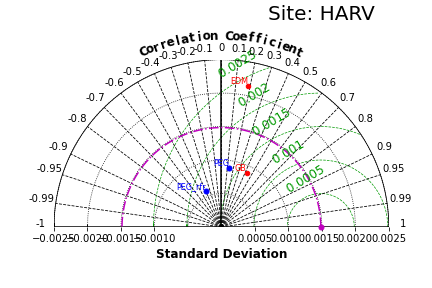 Site: HARV
Correlation Coefficient
-0.1 0 0.1
-0.2 0.2
-0.3 0.3
-0.4 0.4
-0.5 0.5
-0.6 0.6
-0.7 0.7
-0.8 0.8
-0.9 0.9
-0.95 0.95
-0.99 0.99
-1 1
0.0025
0.002
0.0015
0.001
0.0005
EDM
PEG
GB
−0.0025 −0.0020 −0.0015 −0.0010 0.0005 0.0010 0.0015 0.0020 0.0025
Standard Deviation